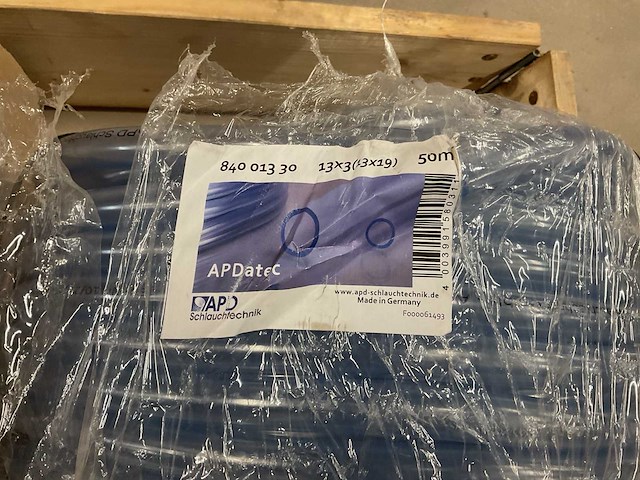 840 013 30 13x3(13x19) 50m
APDatec
APD
Schlauchtechnik
www.apd-schlauchtechnik.de
Made in Germany
F000061493